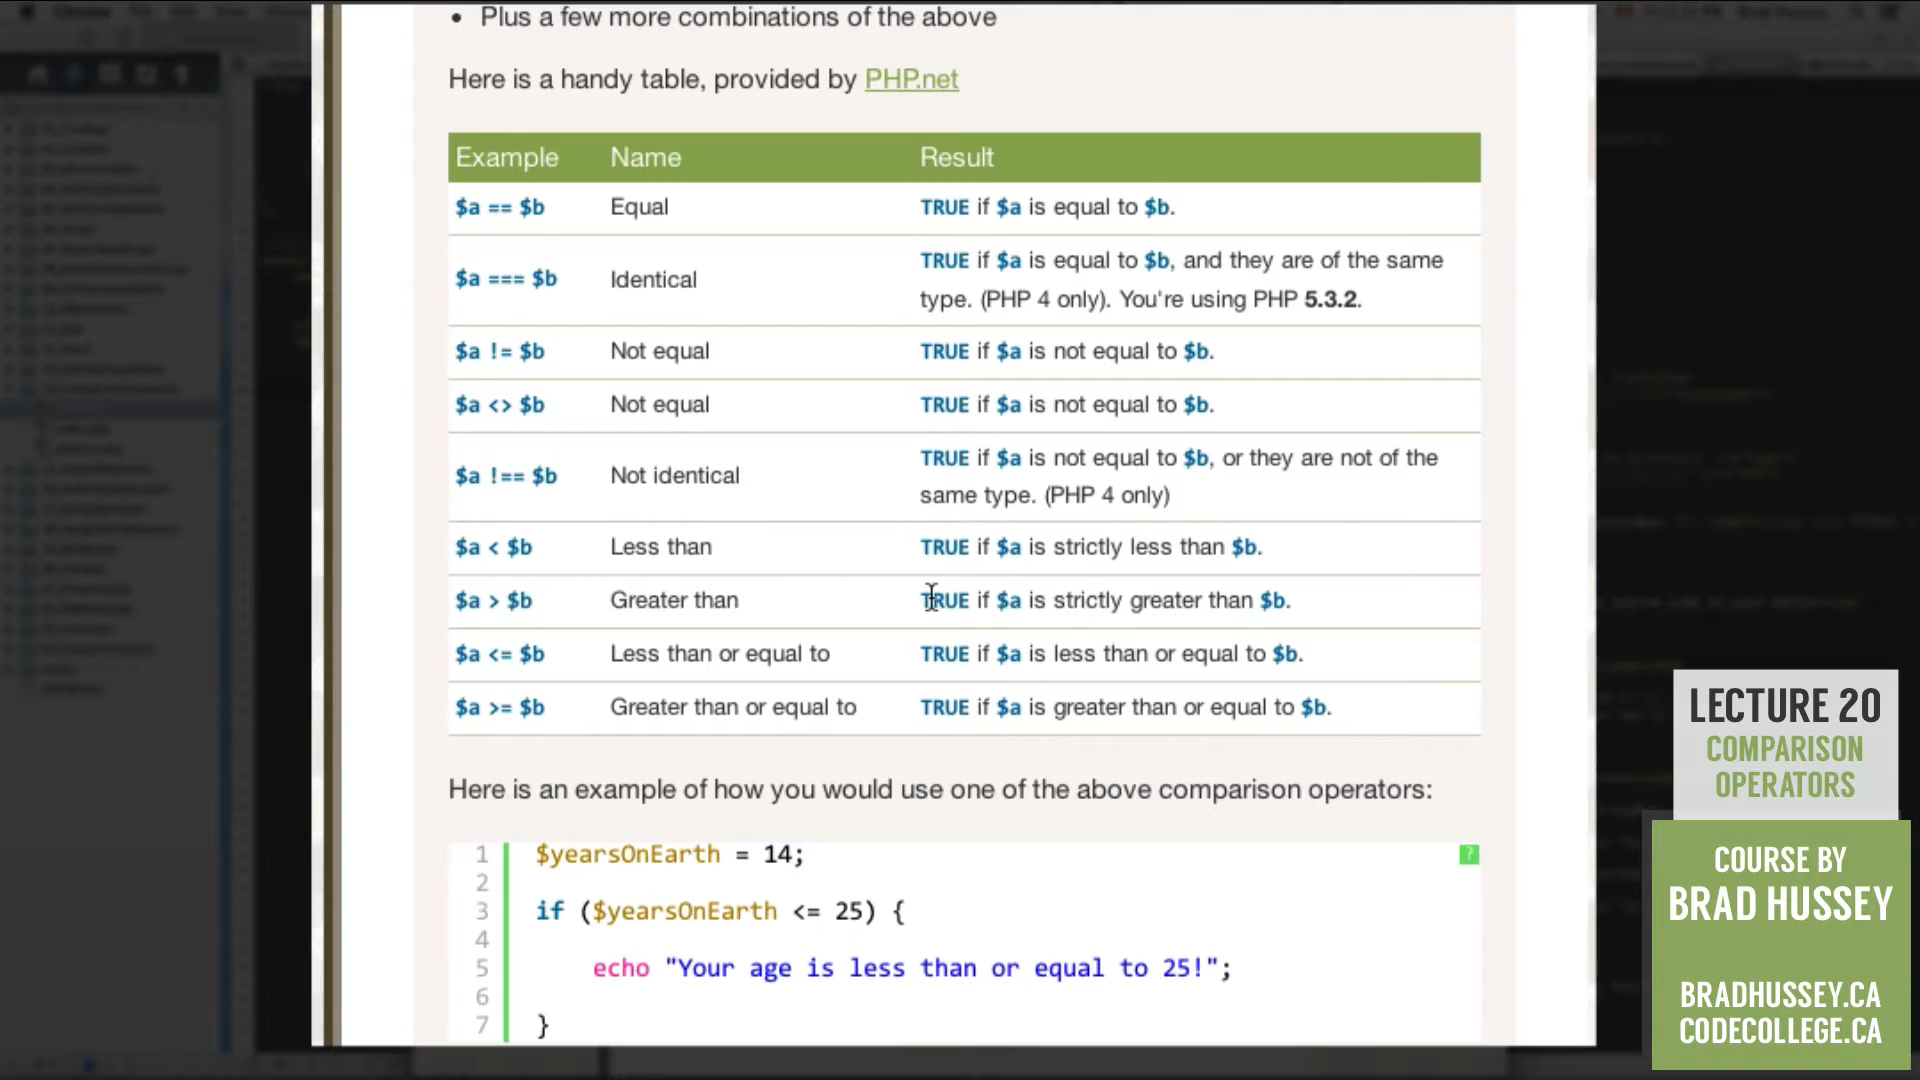 • Plus a few more combinations of the above
Here is a handy table, provided by PHP.net
Example Name Result
$a == $b Equal TRUE if $a is equal to $b.
$a === $b Identical TRUE if $a is equal to $b, and they are of the same
type. (PHP 4 only). You're using PHP 5.3.2.
$a != $b Not equal TRUE if $a is not equal to $b.
$a <> $b Not equal TRUE if $a is not equal to $b.
$a !== $b Not identical TRUE if $a is not equal to $b, or they are not of the
same type. (PHP 4 only)
$a < $b Less than TRUE if $a is strictly less than $b.
$a > $b Greater than TRUE if $a is strictly greater than $b.
$a <= $b Less than or equal to TRUE if $a is less than or equal to $b.
$a >= $b Greater than or equal to TRUE if $a is greater than or equal to $b.
Here is an example of how you would use one of the above comparison operators:
1 $yearsOnEarth = 14;
?
2
3 if ($yearsOnEarth <= 25) {
4
5 echo "Your age is less than or equal to 25!";
6
7 }
LECTURE 20
COMPARISON
OPERATORS
COURSE BY
BRAD HUSSEY
BRADHUSSEY.CA
CODECOLLEGE.CA